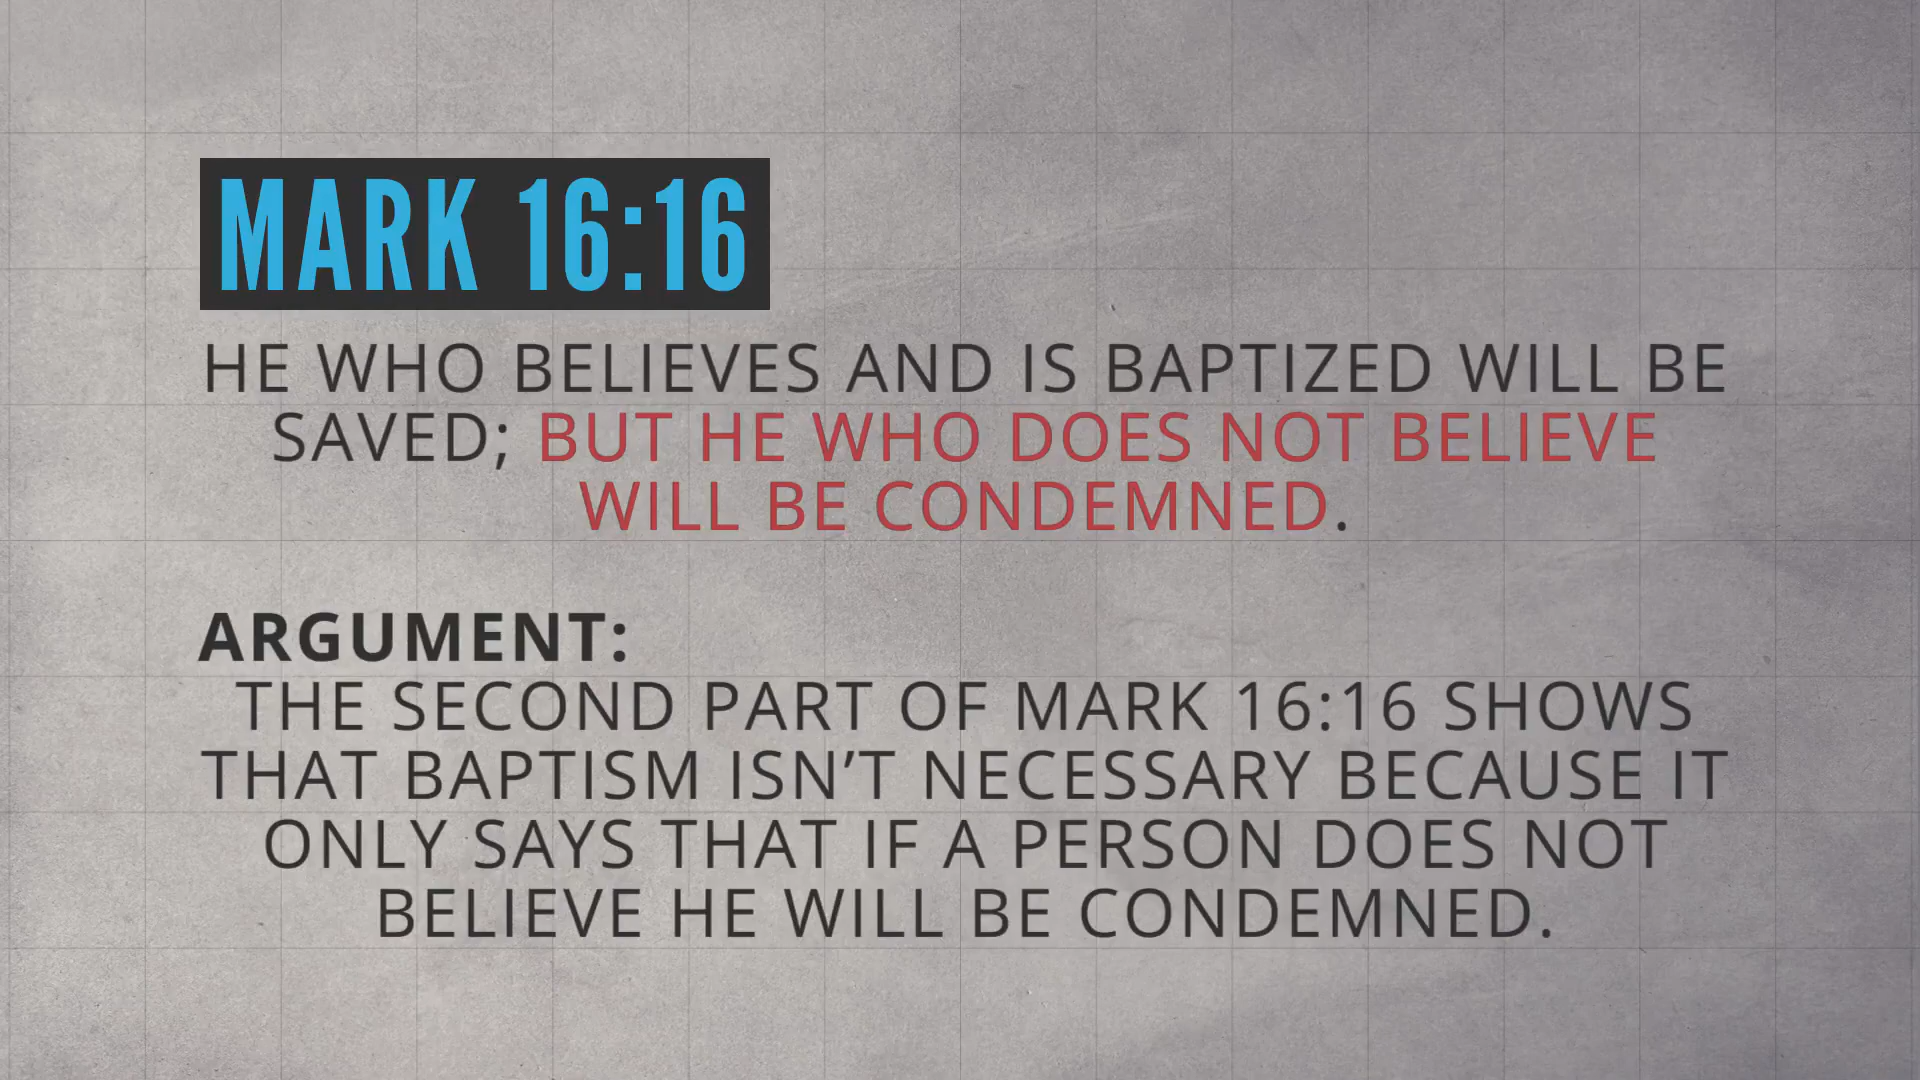 MARK 16:16
HE WHO BELIEVES AND IS BAPTIZED WILL BE
SAVED; BUT HE WHO DOES NOT BELIEVE
WILL BE CONDEMNED.
ARGUMENT:
THE SECOND PART OF MARK 16:16 SHOWS
THAT BAPTISM ISN’T NECESSARY BECAUSE IT
ONLY SAYS THAT IF A PERSON DOES NOT
BELIEVE HE WILL BE CONDEMNED.